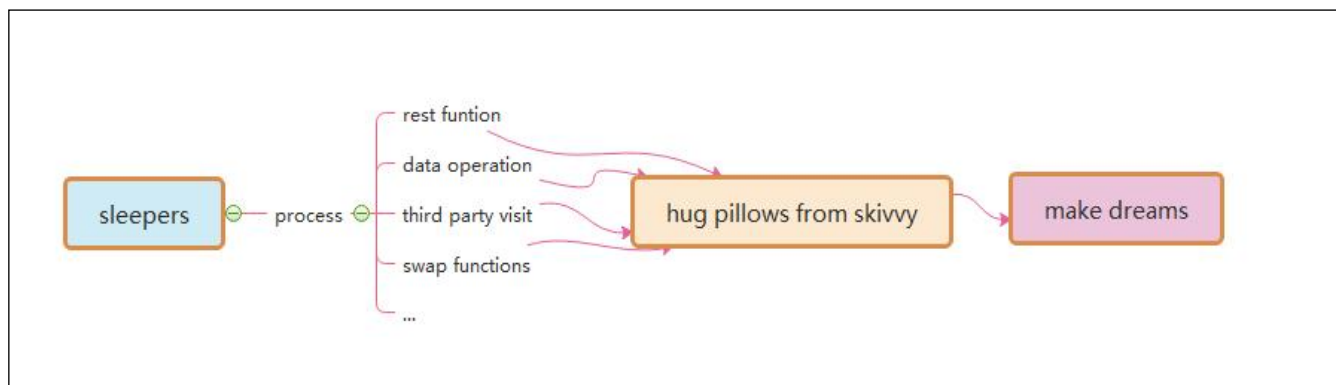 sleepers
process
rest funtion
data operation
third party visit
swap functions
...
hug pillows from skivvy
make dreams